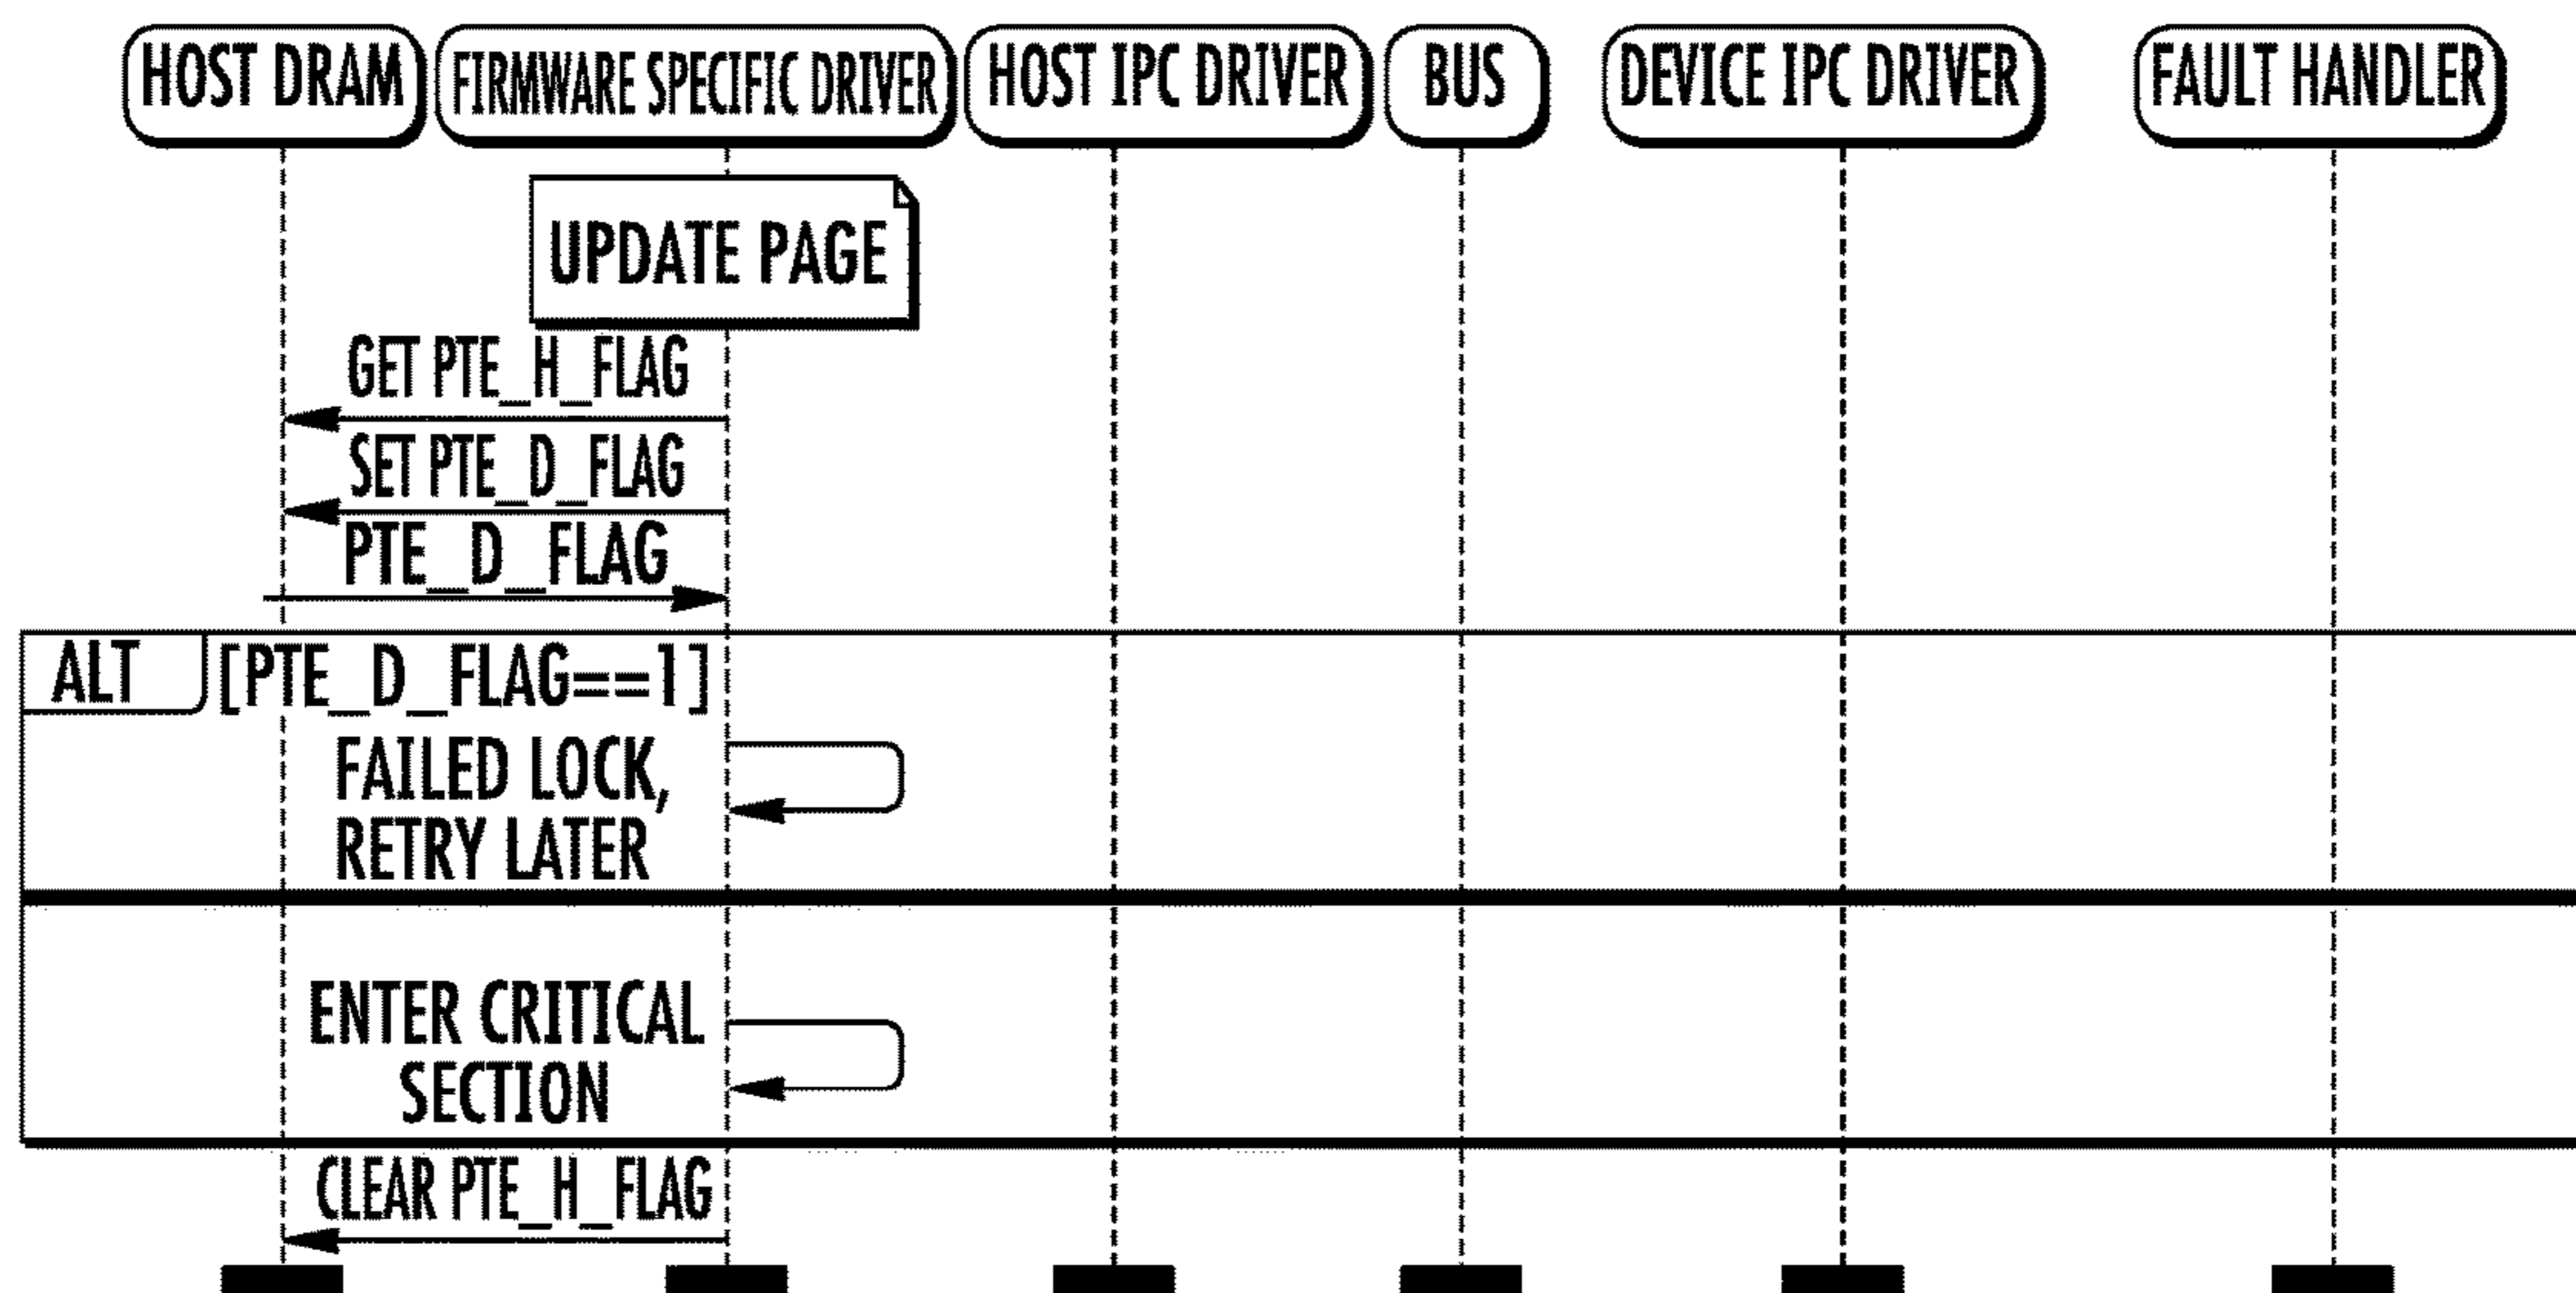 HOST DRAM
FIRMWARE SPECIFIC DRIVER
HOST IPC DRIVER
BUS
DEVICE IPC DRIVER
FAULT HANDLER
UPDATE PAGE
GET PTE_H_FLAG
SET PTE_D_FLAG
PTE_D_FLAG
ALT
[PTE_D_FLAG==1]
FAILED LOCK,
RETRY LATER
ENTER CRITICAL
SECTION
CLEAR PTE_H_FLAG